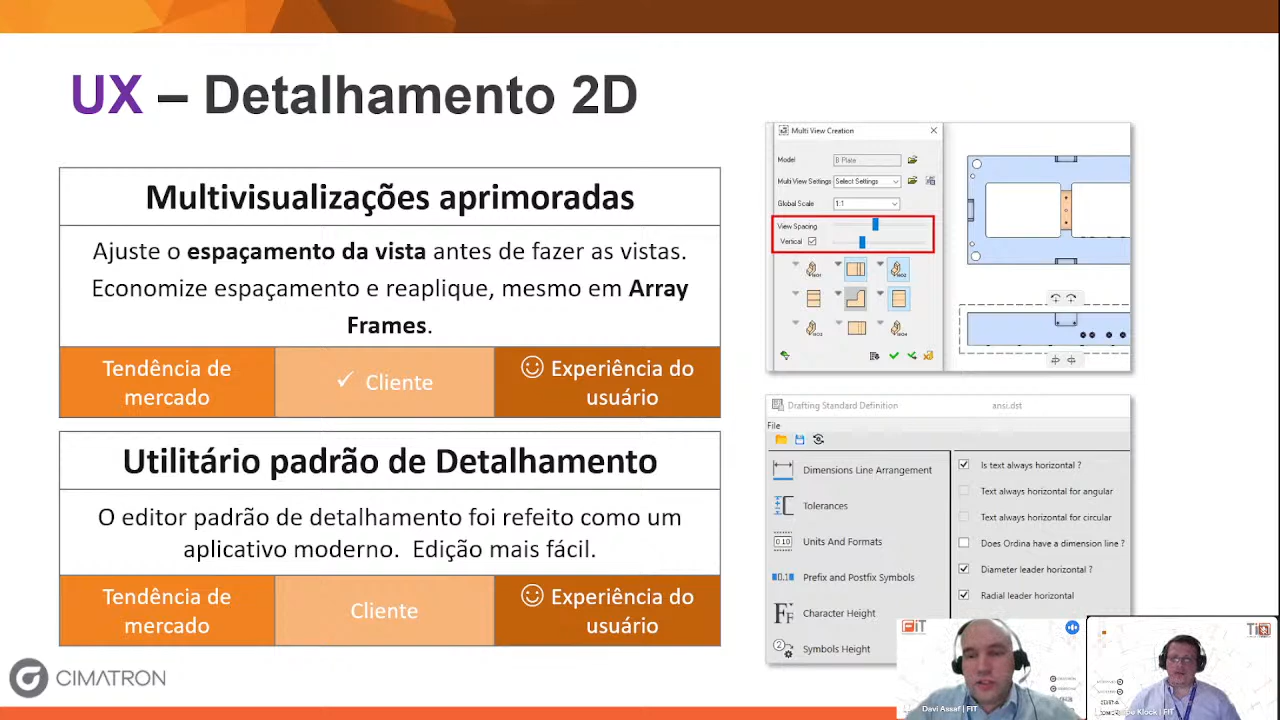 UX – Detalhamento 2D
Multivisualizações aprimoradas
Ajuste o espaçamento da vista antes de fazer as vistas.
Economize espaçamento e reaplique, mesmo em Array
Frames.
Tendência de
mercado
✓ Cliente
Experiência do
usuário
Utilitário padrão de Detalhamento
O editor padrão de detalhamento foi refeito como um
aplicativo moderno. Edição mais fácil.
Tendência de
mercado
Cliente
Experiência do
usuário
CIMATRON
Multi View Creation
Model
B Plate
Multi View Settings
Select Settings
Global Scale
1:1
View Spacing
Vertical
Drafting Standard Definition
ansi.dst
File
Dimensions Line Arrangement
Tolerances
Units And Formats
Prefix and Postfix Symbols
Character Height
Symbols Height
Is text always horizontal ?
Text always horizontal for angular
Text always horizontal for circular
Does Ordina have a dimension line ?
Diameter leader horizontal ?
Radial leader horizontal
FiT
Davi Assaf | FIT
Klock | FIT